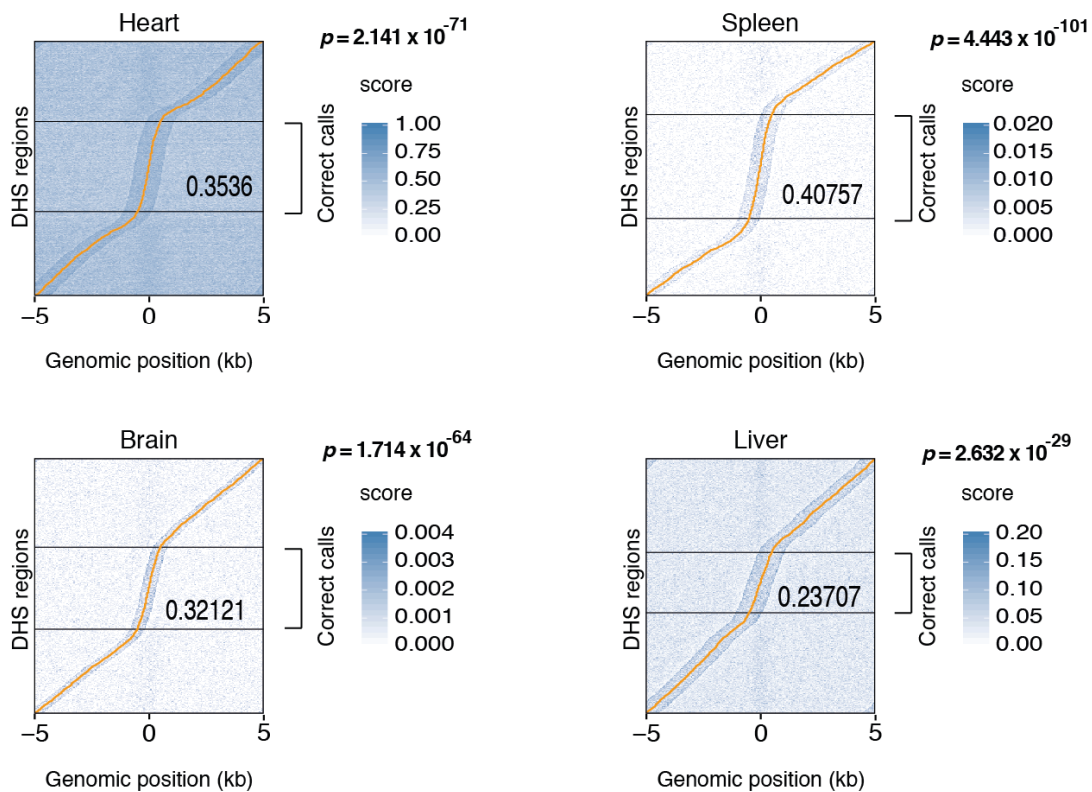 Heart
p = 2.141 x 10^-71
score
1.00
0.75
0.50
0.25
0.00
DHS regions
0.3536
Correct calls
−5 0 5
Genomic position (kb)
Spleen
p = 4.443 x 10^-101
score
0.020
0.015
0.010
0.005
0.000
DHS regions
0.40757
Correct calls
−5 0 5
Genomic position (kb)
Brain
p = 1.714 x 10^-64
score
0.004
0.003
0.002
0.001
0.000
DHS regions
0.32121
Correct calls
−5 0 5
Genomic position (kb)
Liver
p = 2.632 x 10^-29
score
0.20
0.15
0.10
0.05
0.00
DHS regions
0.23707
Correct calls
−5 0 5
Genomic position (kb)